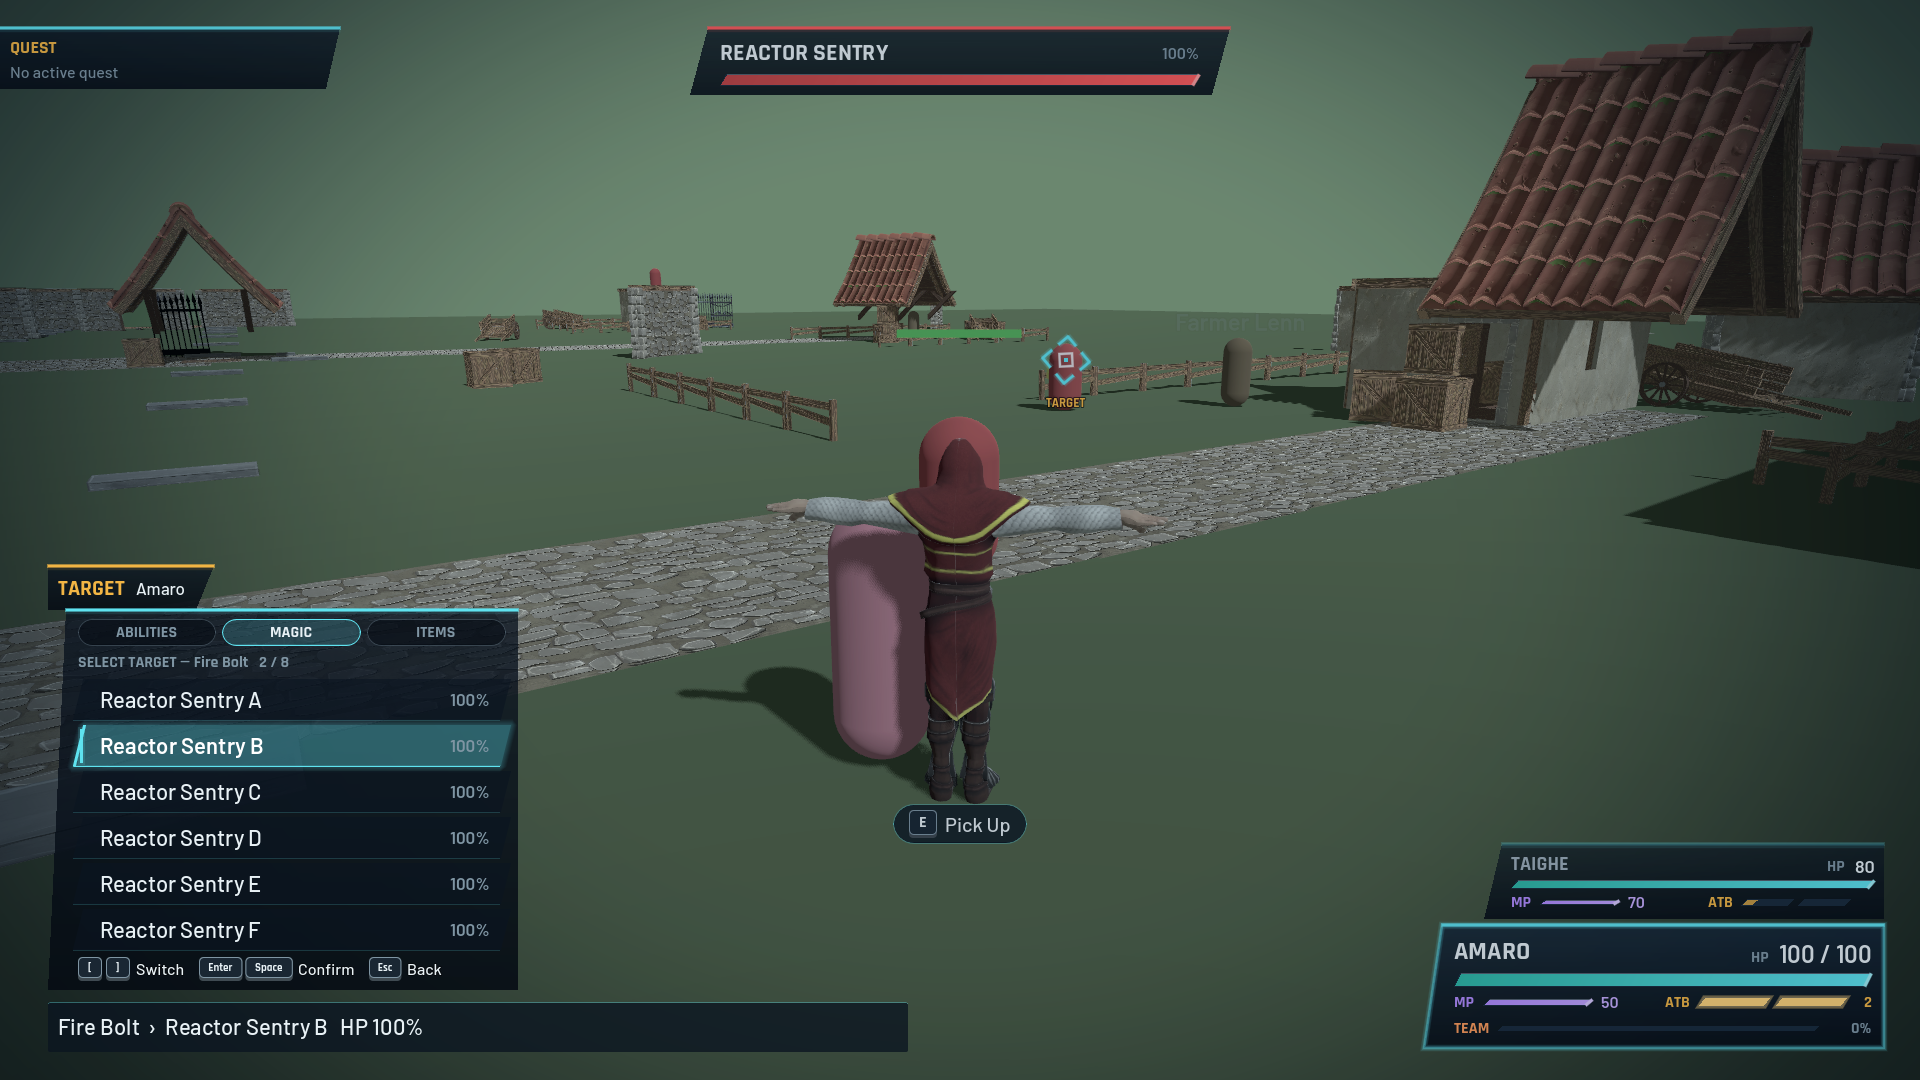 QUEST
No active quest
REACTOR SENTRY 100%
Farmer Lenn
TARGET
TARGET Amaro
ABILITIES MAGIC ITEMS
SELECT TARGET — Fire Bolt 2 / 8
Reactor Sentry A 100%
Reactor Sentry B 100%
Reactor Sentry C 100%
Reactor Sentry D 100%
Reactor Sentry E 100%
Reactor Sentry F 100%
[ ] Switch Enter Space Confirm Esc Back
Fire Bolt › Reactor Sentry B HP 100%
E Pick Up
TAIGHE HP 80
MP 70 ATB
AMARO HP 100 / 100
MP 50 ATB 2
TEAM 0%